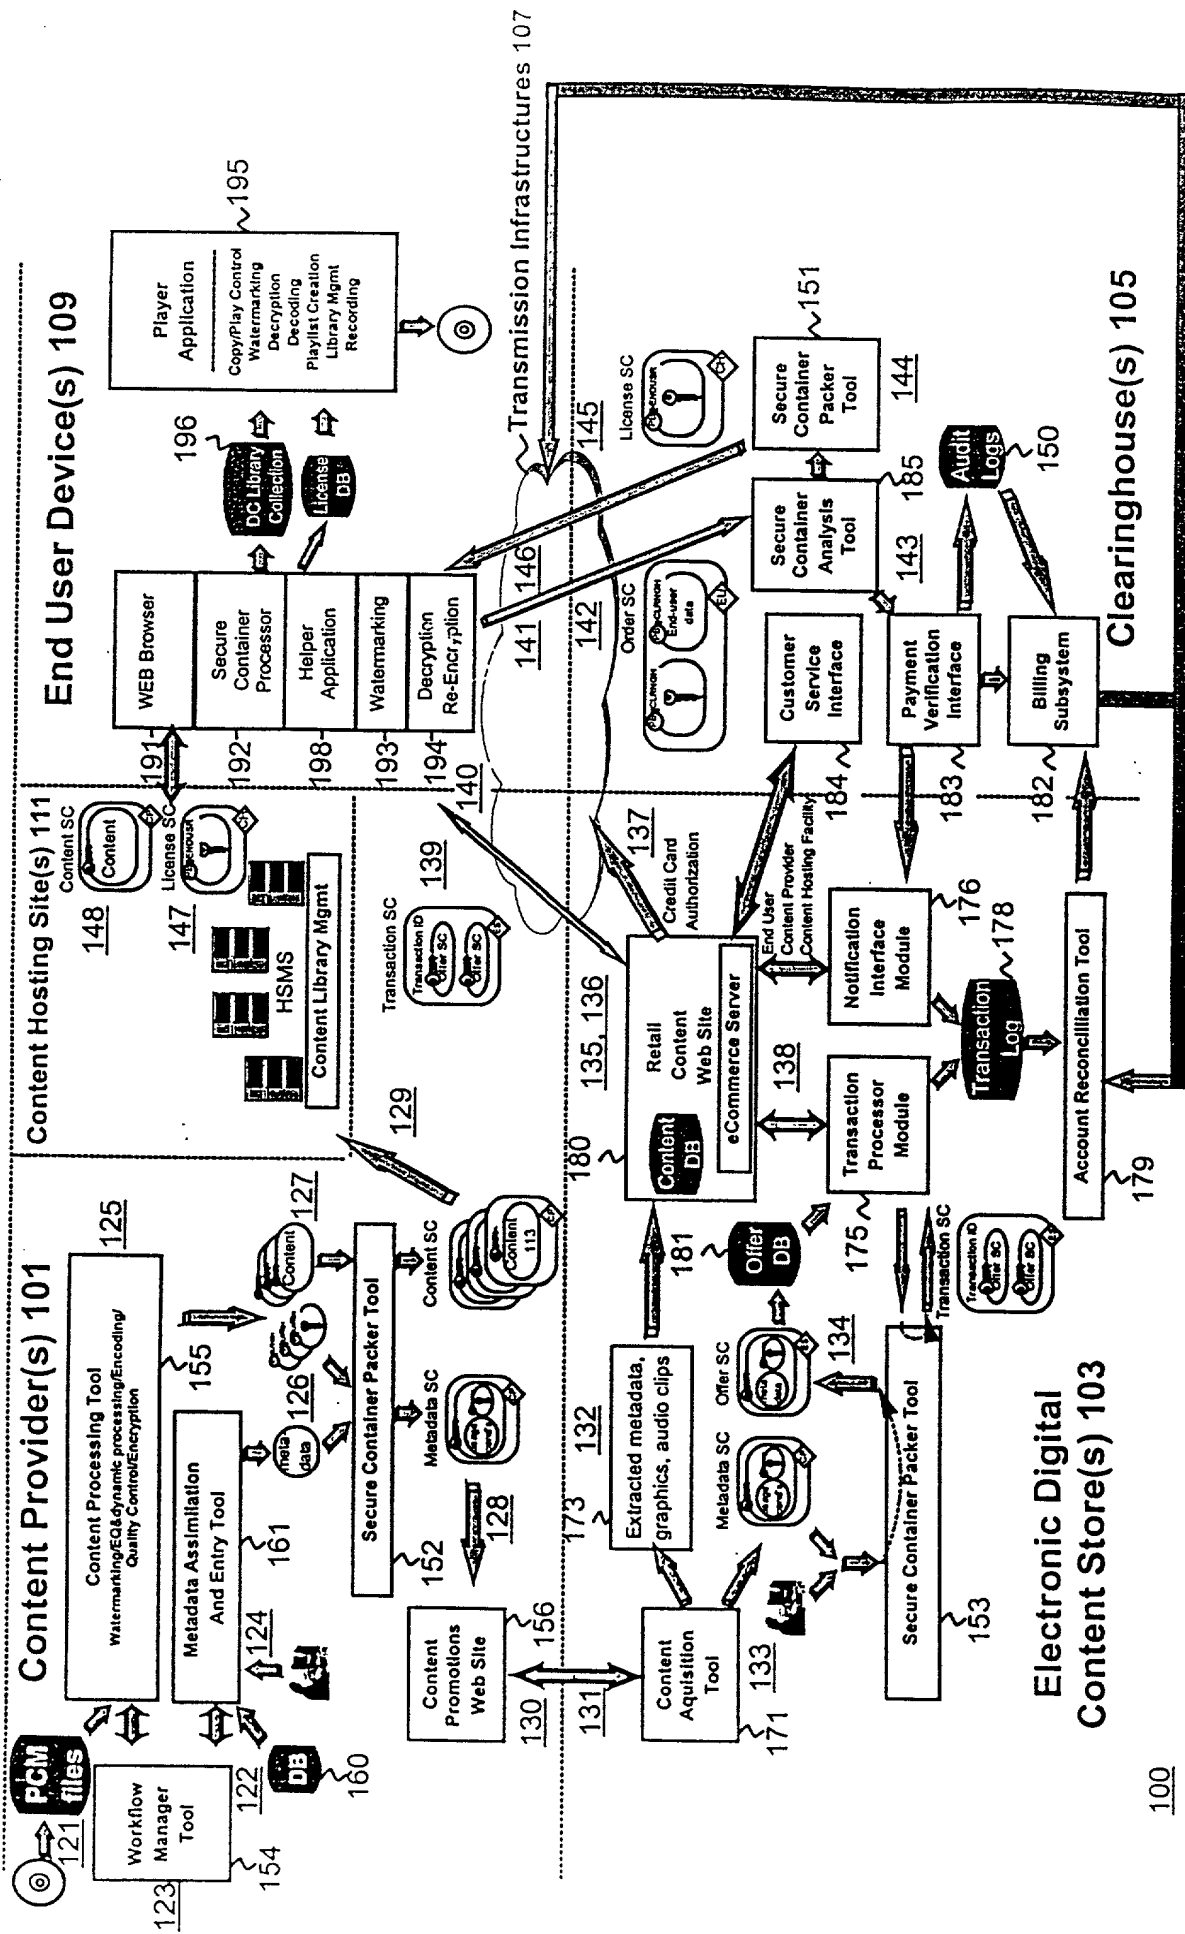 Content Provider(s) 101
PCM
files
121
Workflow
Manager
Tool
123
154
122
DB
160
Content Processing Tool
Watermarking/EQ&dynamic processing/Encoding/
Quality Control/Encryption
125
155
Metadata Assimilation
And Entry Tool
161
124
meta
data
126
Content
127
Secure Container Packer Tool
152
Metadata SC
Content SC
Content
113
128
129
Content
Promotions
Web Site
156
130
Content Hosting Site(s) 111
Content SC
Content
148
License SC
147
HSMS
Content Library Mgmt
Transaction SC
139
Transaction ID
Offer SC
Offer SC
140
End User Device(s) 109
WEB Browser
Secure
Container
Processor
Helper
Application
Watermarking
Decryption
Re-Encryption
191
192
198
193
194
DC Library
Collection
196
License
DB
Player
Application
Copy/Play Control
Watermarking
Decryption
Decoding
Playlist Creation
Library Mgmt
Recording
195
Transmission Infrastructures 107
141
146
142
145
Electronic Digital
Content Store(s) 103
131
Content
Aquisition
Tool
171
133
173
Extracted metadata,
graphics, audio clips
132
Metadata SC
Offer SC
134
Secure Container Packer Tool
153
Offer
DB
181
180
Content
DB
Retail
Content
Web Site
eCommerce Server
135, 136
137
Credit Card
Authorization
End User
Content Provider
Content Hosting Facility
138
Transaction
Processor
Module
175
Transaction SC
Transaction ID
Offer SC
Offer SC
Notification
Interface
Module
176
Transaction
Log
178
Account Reconcilliation Tool
179
Clearinghouse(s) 105
Order SC
End-user
data
EU
License SC
CH
Secure
Container
Analysis
Tool
185
143
Secure
Container
Packer
Tool
151
144
Customer
Service
Interface
184
Payment
Verification
Interface
183
Billing
Subsystem
182
Audit
Logs
150
100